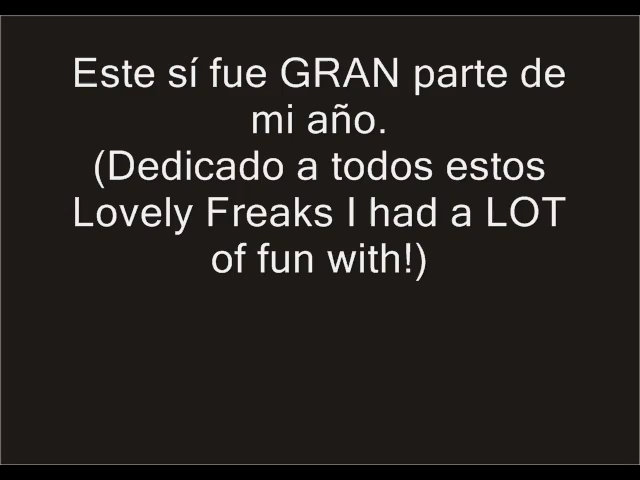 Este sí fue GRAN parte de
mi año.
(Dedicado a todos estos
Lovely Freaks I had a LOT
of fun with!)